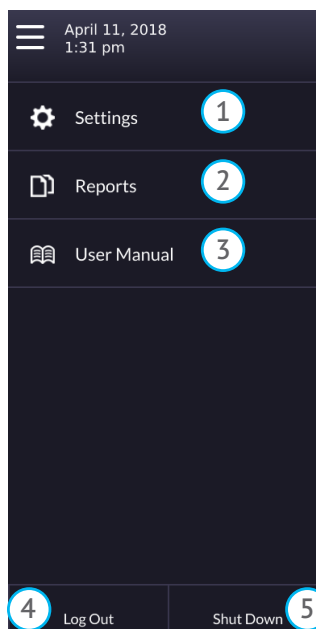 April 11, 2018
1:31 pm
Settings 1
Reports 2
User Manual 3
4 Log Out Shut Down 5